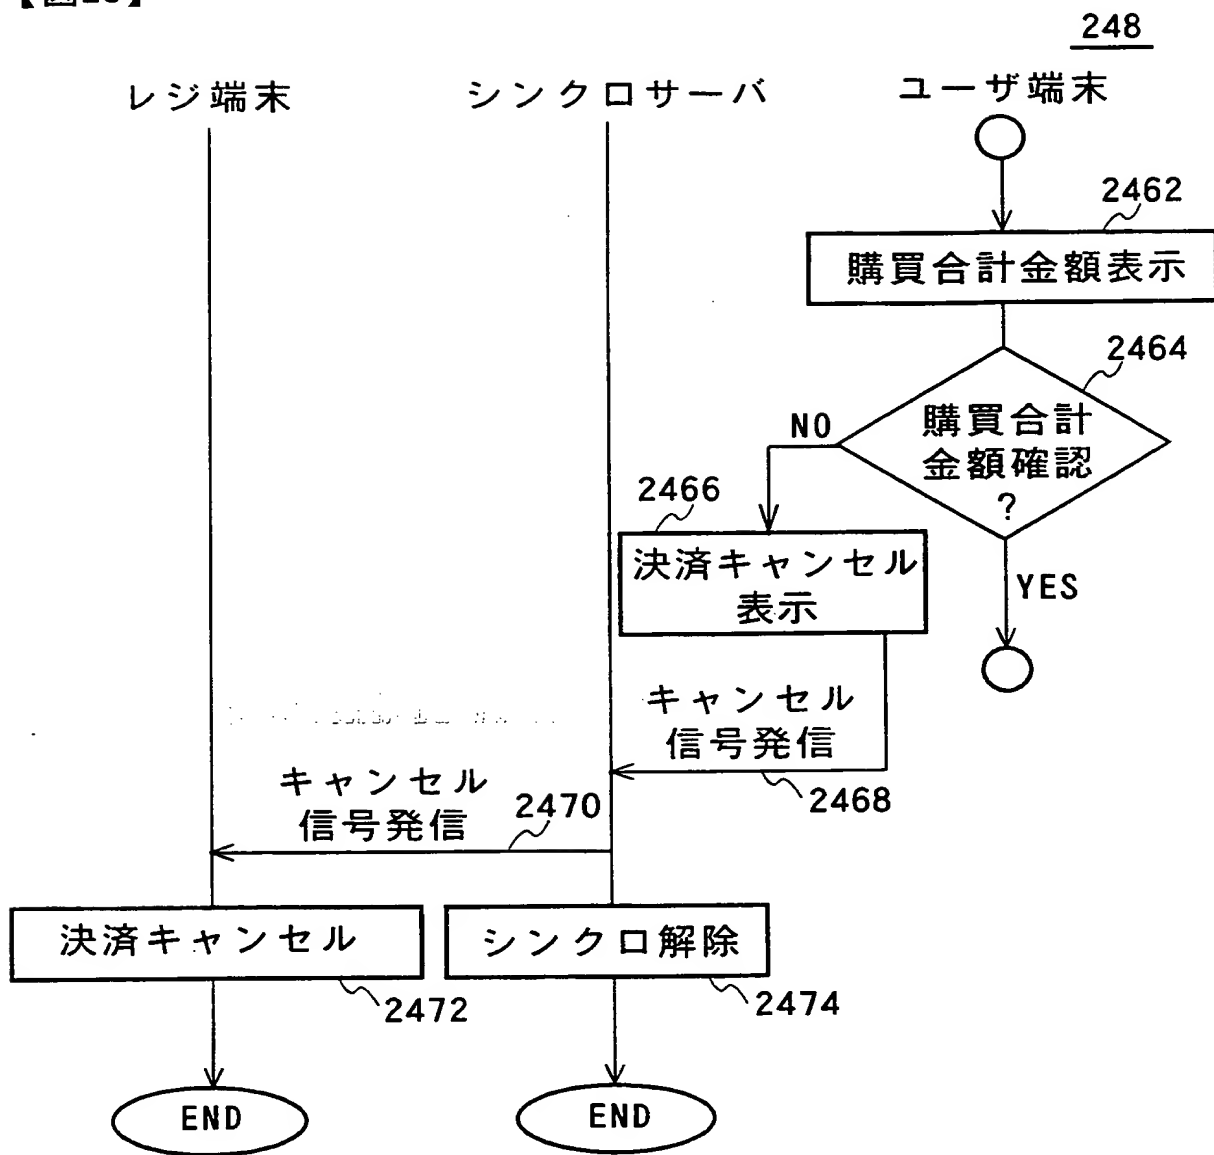 248
レジ端末
シンクロサーバ
ユーザ端末
2462
購買合計金額表示
2464
購買合計
金額確認
?
NO
YES
2466
決済キャンセル
表示
キャンセル
信号発信
2468
キャンセル
信号発信
2470
決済キャンセル
2472
シンクロ解除
2474
END
END